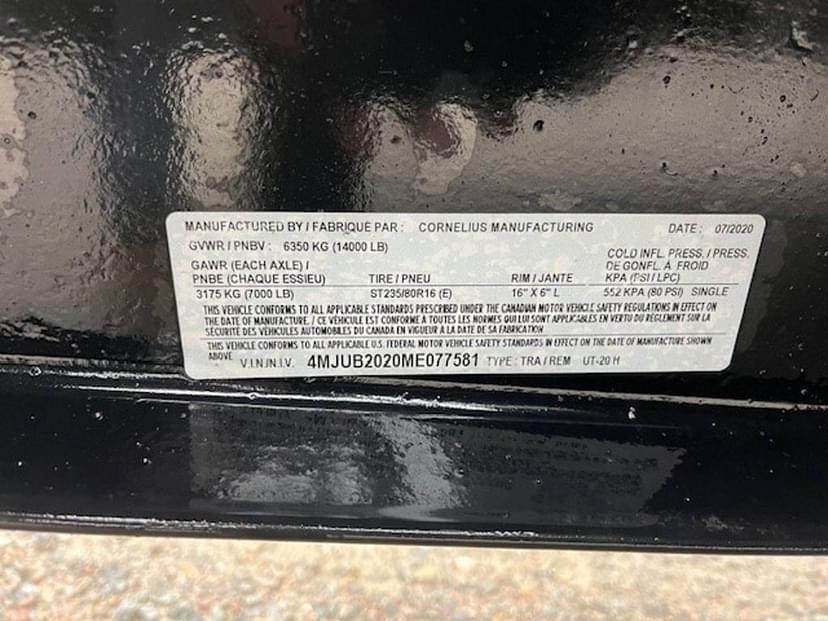 MANUFACTURED BY / FABRIQUÉ PAR : CORNELIUS MANUFACTURING DATE : 07/2020
GVWR / PNBV : 6350 KG (14000 LB)
COLD INFL. PRESS. / PRESS.
DE GONFL. À FROID
GAWR (EACH AXLE) /
PNBE (CHAQUE ESSIEU) TIRE / PNEU RIM / JANTE KPA (PSI / LPC)
3175 KG (7000 LB) ST235/80R16 (E) 16" X 6" L 552 KPA (80 PSI) SINGLE
THIS VEHICLE CONFORMS TO ALL APPLICABLE STANDARDS PRESCRIBED UNDER THE CANADIAN MOTOR VEHICLE SAFETY REGULATIONS IN EFFECT ON
THE DATE OF MANUFACTURE. / CE VÉHICULE EST CONFORME À TOUTES LES NORMES QUI LUI SONT APPLICABLES EN VERTU DU RÈGLEMENT SUR LA
SÉCURITÉ DES VÉHICULES AUTOMOBILES DU CANADA EN VIGUEUR À LA DATE DE SA FABRICATION
THIS VEHICLE CONFORMS TO ALL APPLICABLE U.S. FEDERAL MOTOR VEHICLE SAFETY STANDARDS IN EFFECT ON THE DATE OF MANUFACTURE SHOWN
ABOVE
V.I.N./N.I.V. 4MJUB2020ME077581 TYPE : TRA / REM UT-20 H